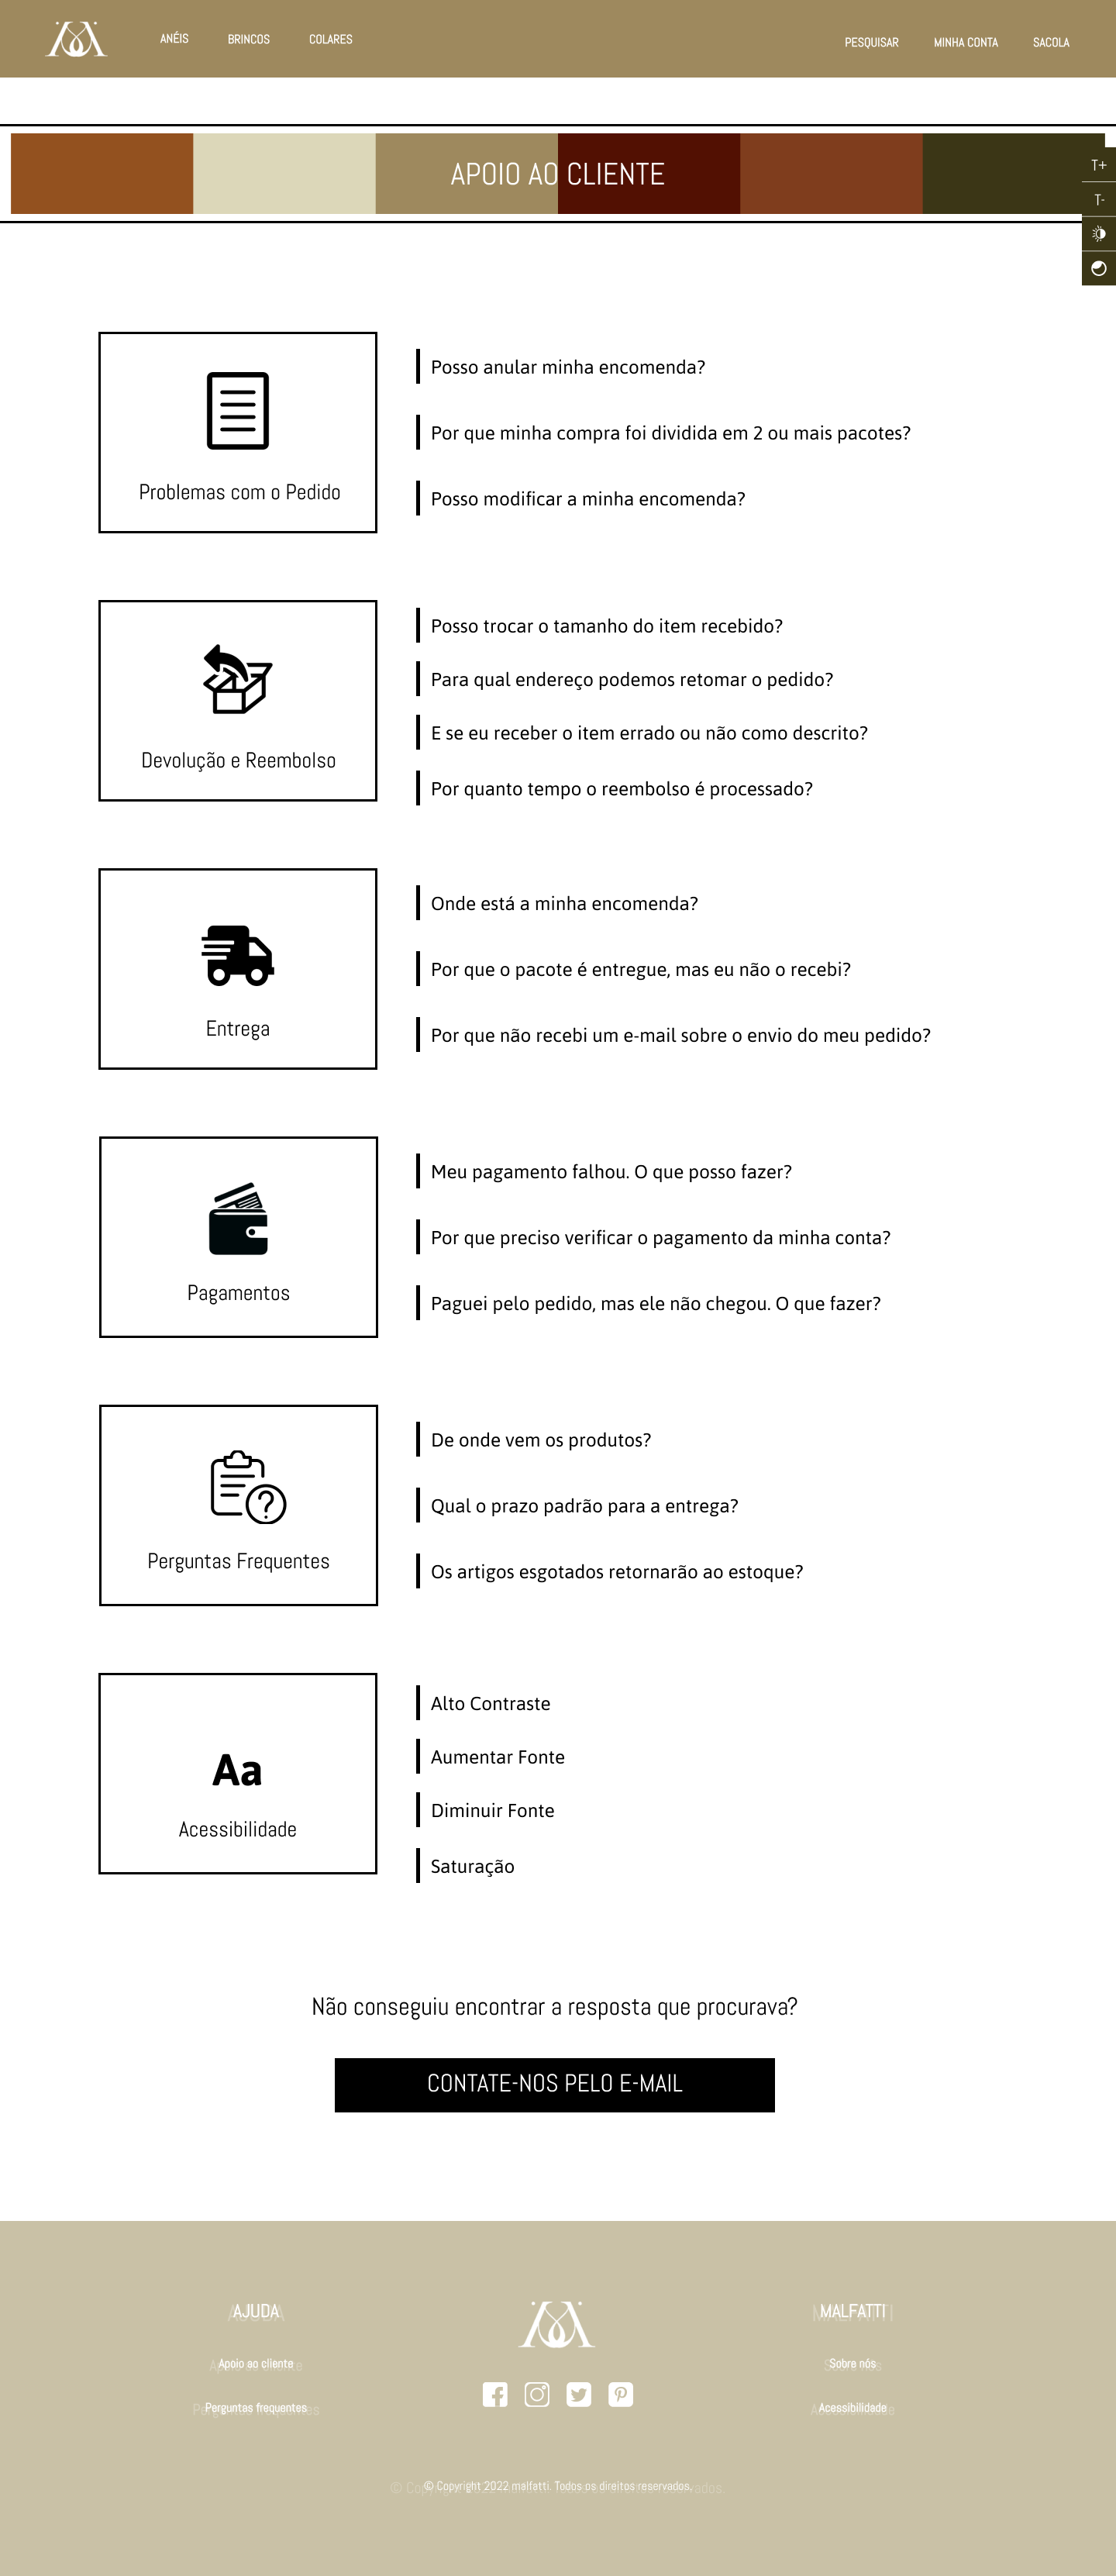 ANÉIS
BRINCOS
COLARES
PESQUISAR
MINHA CONTA
SACOLA
APOIO AO CLIENTE
T+
T-
Problemas com o Pedido
Posso anular minha encomenda?
Por que minha compra foi dividida em 2 ou mais pacotes?
Posso modificar a minha encomenda?
Devolução e Reembolso
Posso trocar o tamanho do item recebido?
Para qual endereço podemos retomar o pedido?
E se eu receber o item errado ou não como descrito?
Por quanto tempo o reembolso é processado?
Entrega
Onde está a minha encomenda?
Por que o pacote é entregue, mas eu não o recebi?
Por que não recebi um e-mail sobre o envio do meu pedido?
Pagamentos
Meu pagamento falhou. O que posso fazer?
Por que preciso verificar o pagamento da minha conta?
Paguei pelo pedido, mas ele não chegou. O que fazer?
Perguntas Frequentes
De onde vem os produtos?
Qual o prazo padrão para a entrega?
Os artigos esgotados retornarão ao estoque?
Aa
Acessibilidade
Alto Contraste
Aumentar Fonte
Diminuir Fonte
Saturação
Não conseguiu encontrar a resposta que procurava?
CONTATE-NOS PELO E-MAIL
AJUDA
Apoio ao cliente
Perguntas frequentes
MALFATTI
Sobre nós
Acessibilidade
© Copyright 2022 malfatti. Todos os direitos reservados.